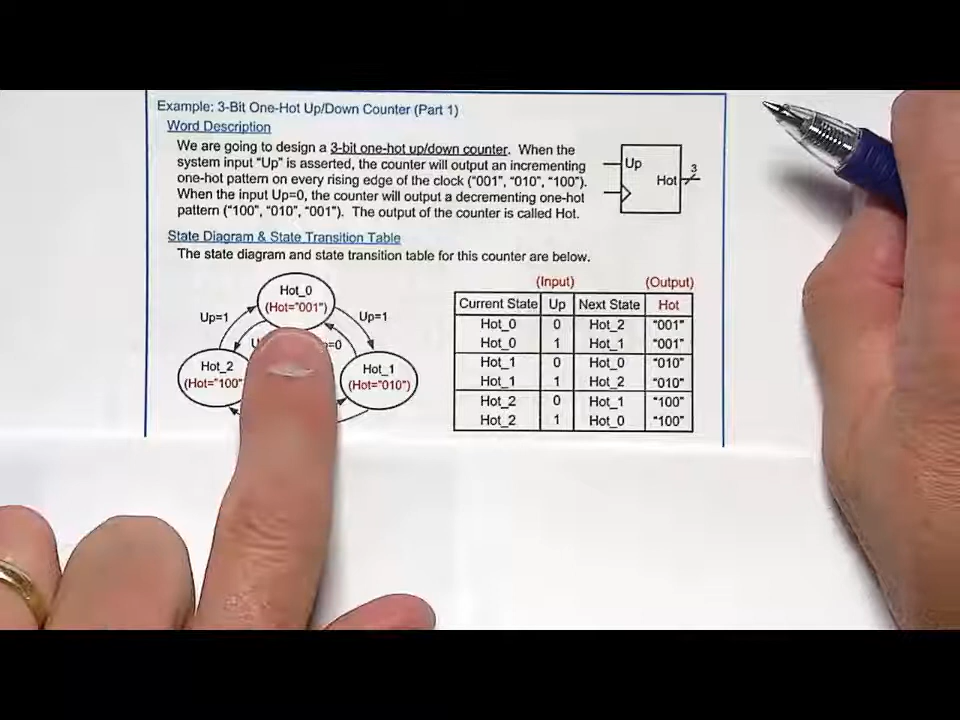 Example: 3-Bit One-Hot Up/Down Counter (Part 1)
Word Description
We are going to design a 3-bit one-hot up/down counter. When the
system input “Up” is asserted, the counter will output an incrementing
one-hot pattern on every rising edge of the clock (“001”, “010”, “100”).
When the input Up=0, the counter will output a decrementing one-hot
pattern (“100”, “010”, “001”). The output of the counter is called Hot.
Up
Hot
3
State Diagram & State Transition Table
The state diagram and state transition table for this counter are below.
Hot_0
(Hot="001")
Up=1
Up=1
Hot_2
(Hot="100"
Hot_1
(Hot="010")
(Input) (Output)
Current State Up Next State Hot
Hot_0 0 Hot_2 “001”
Hot_0 1 Hot_1 “001”
Hot_1 0 Hot_0 “010”
Hot_1 1 Hot_2 “010”
Hot_2 0 Hot_1 “100”
Hot_2 1 Hot_0 “100”